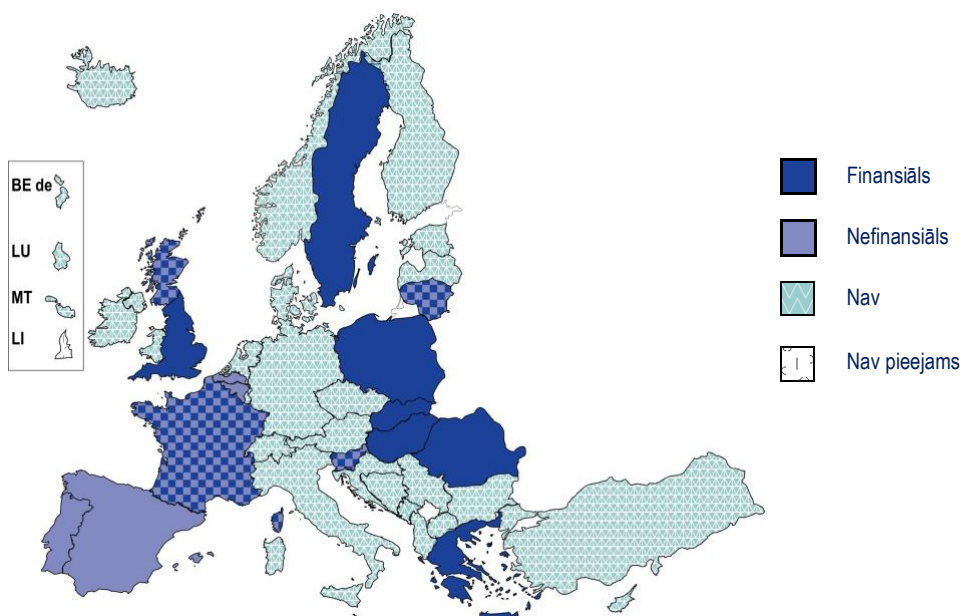 BE de
LU
MT
LI
Finansiāls
Nefinansiāls
Nav
Nav pieejams